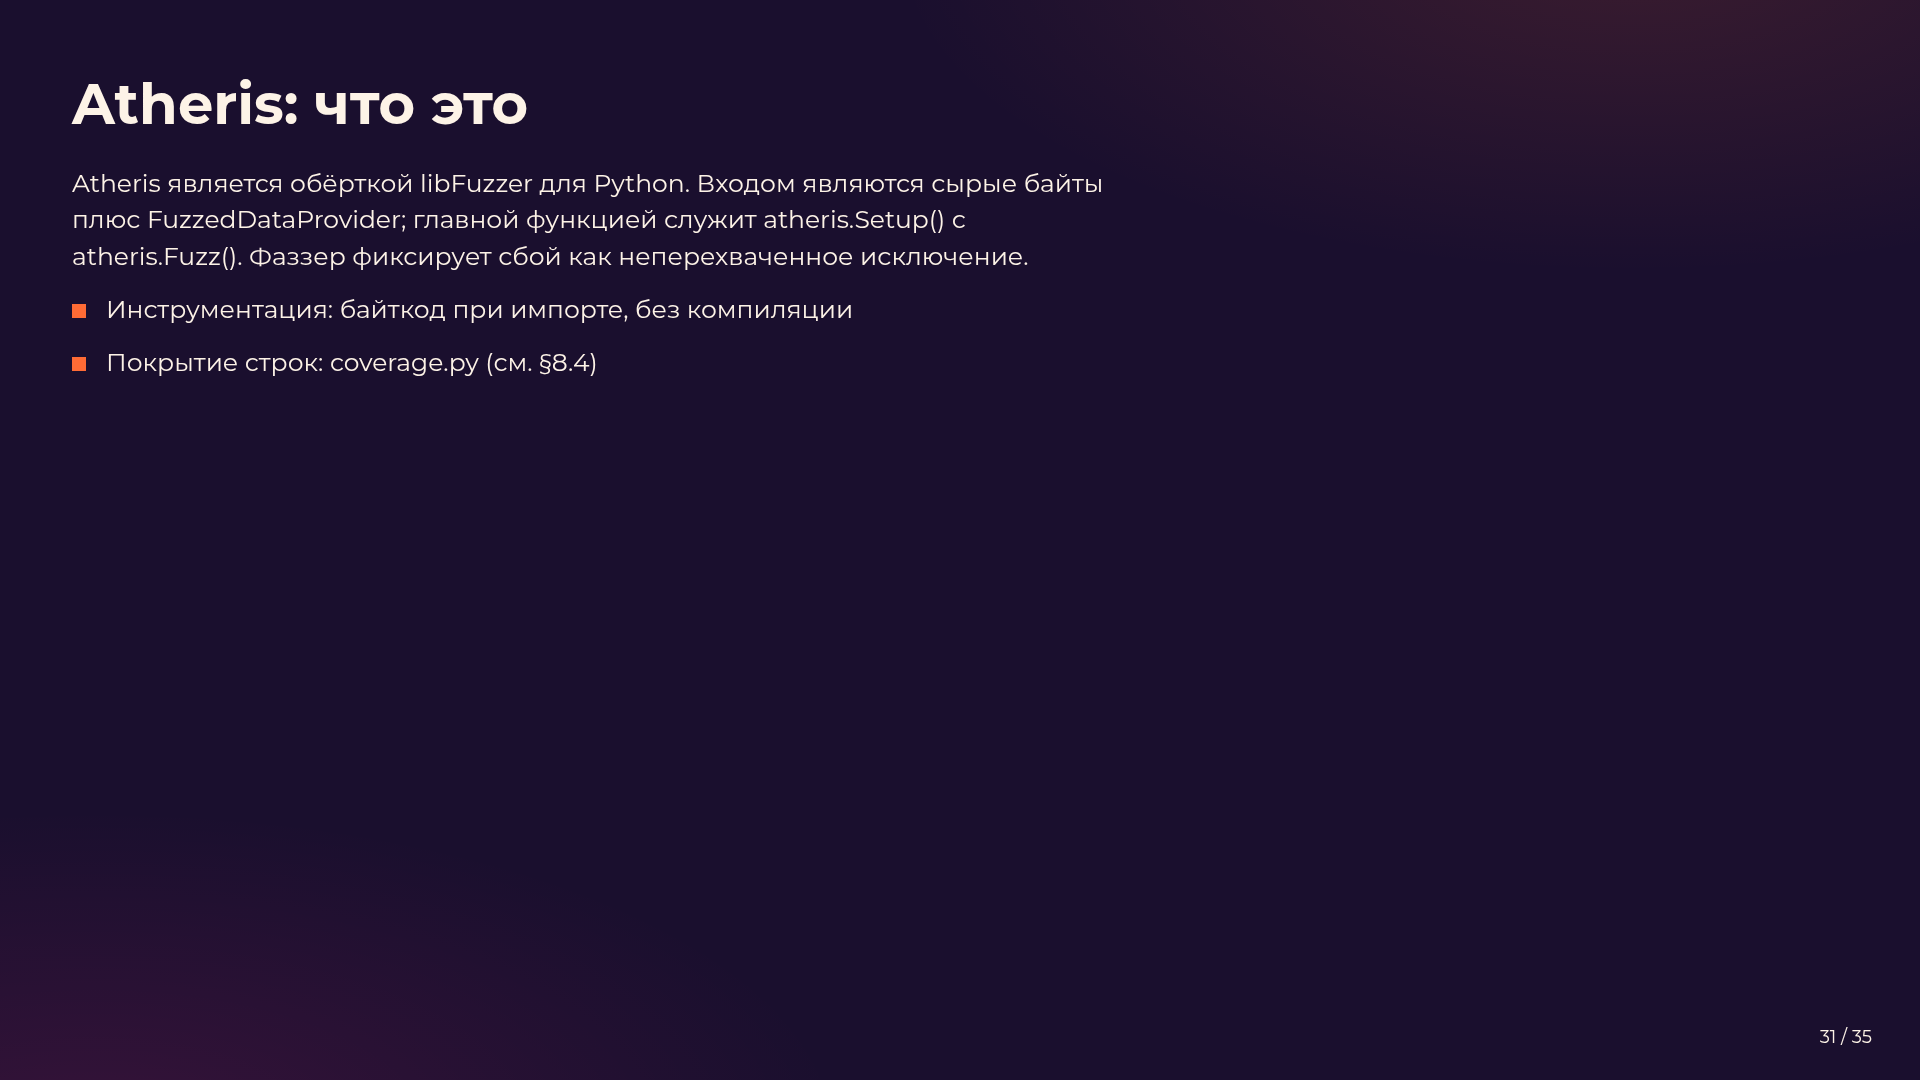 Atheris: что это
Atheris является обёрткой libFuzzer для Python. Входом являются сырые байты
плюс FuzzedDataProvider; главной функцией служит atheris.Setup() с
atheris.Fuzz(). Фаззер фиксирует сбой как неперехваченное исключение.
Инструментация: байткод при импорте, без компиляции
Покрытие строк: coverage.py (см. §8.4)
31 / 35